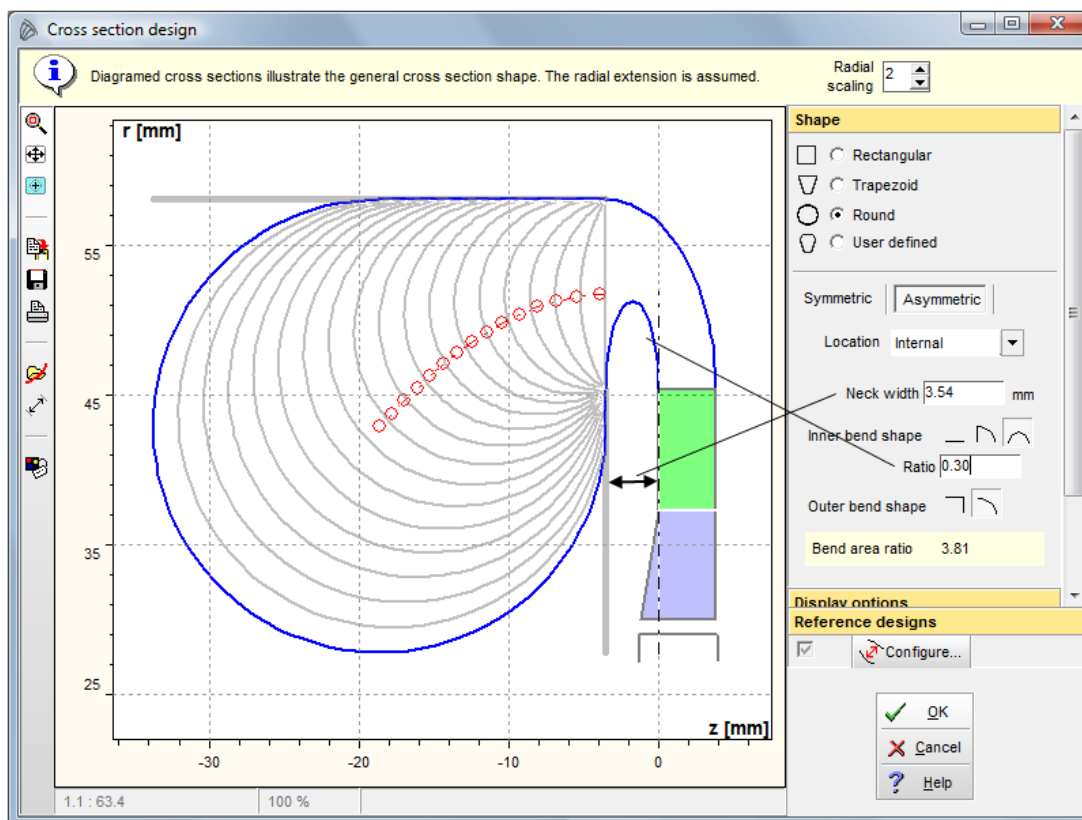 Cross section design
Diagramed cross sections illustrate the general cross section shape. The radial extension is assumed.
Radial
scaling
2
r [mm]
55
45
35
25
-30
-20
-10
0
z [mm]
1.1 : 63.4
100 %
Shape
Rectangular
Trapezoid
Round
User defined
Symmetric
Asymmetric
Location
Internal
Neck width
3.54
mm
Inner bend shape
Ratio
0.30
Outer bend shape
Bend area ratio
3.81
Display options
Reference designs
Configure...
OK
Cancel
Help